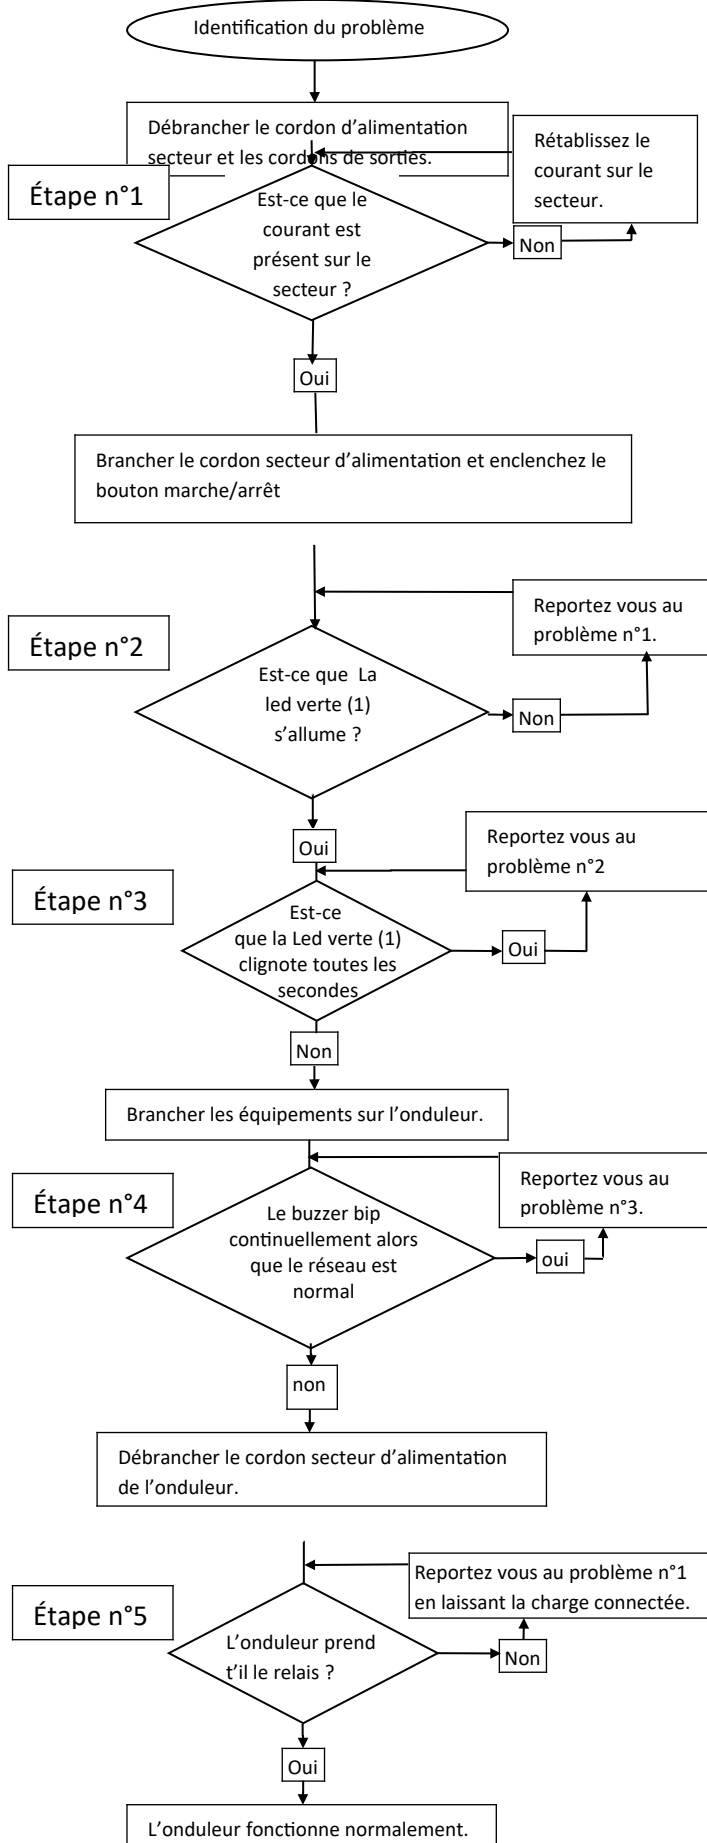 Identification du problème
Débrancher le cordon d'alimentation
secteur et les cordons de sorties.
Rétablissez le
courant sur le
secteur.
Étape n°1
Est-ce que le
courant est
présent sur le
secteur ?
Non
Oui
Brancher le cordon secteur d'alimentation et enclenchez le
bouton marche/arrêt
Reportez vous au
problème n°1.
Étape n°2
Est-ce que  La
led verte (1)
s'allume ?
Non
Oui
Reportez vous au
problème n°2
Étape n°3
Est-ce
que la Led verte (1)
clignote toutes les
secondes
Oui
Non
Brancher les équipements sur l'onduleur.
Reportez vous au
problème n°3.
Étape n°4
Le buzzer bip
continuellement alors
que le réseau est
normal
oui
non
Débrancher le cordon secteur d'alimentation
de l'onduleur.
Reportez vous au problème n°1
en laissant la charge connectée.
Étape n°5
L'onduleur prend
t'il le relais ?
Non
Oui
L'onduleur fonctionne normalement.